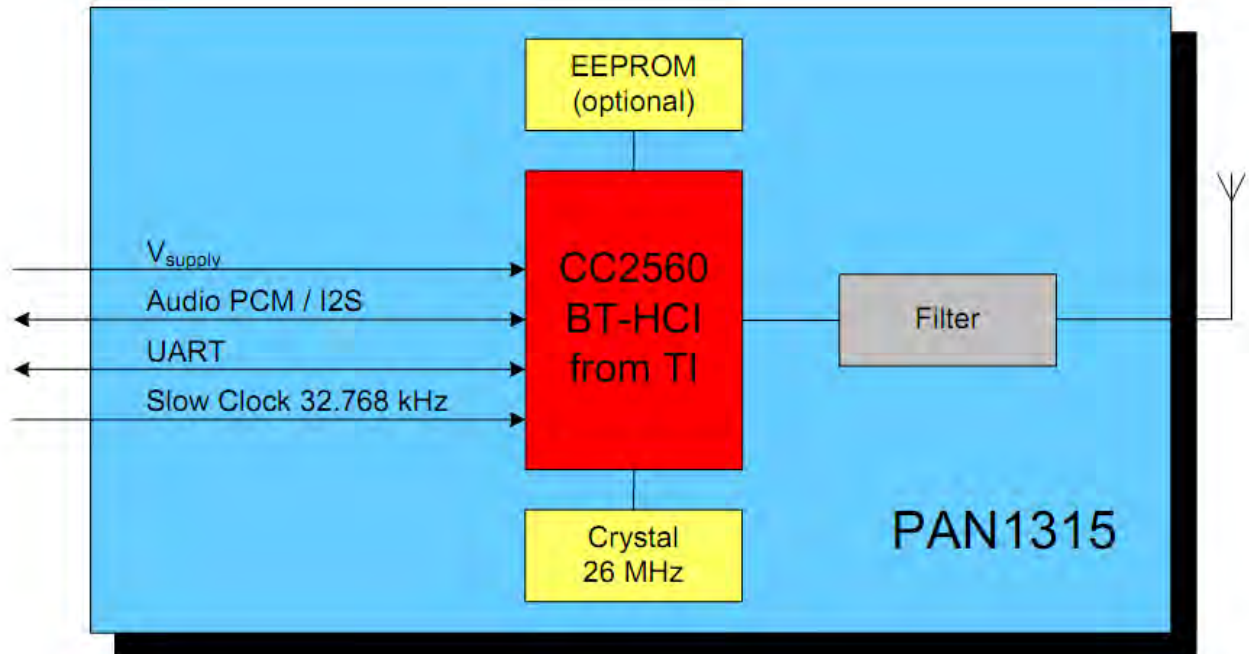 EEPROM
(optional)
V supply
Audio PCM / I2S
UART
Slow Clock 32.768 kHz
CC2560
BT-HCI
from TI
Filter
Crystal
26 MHz
PAN1315